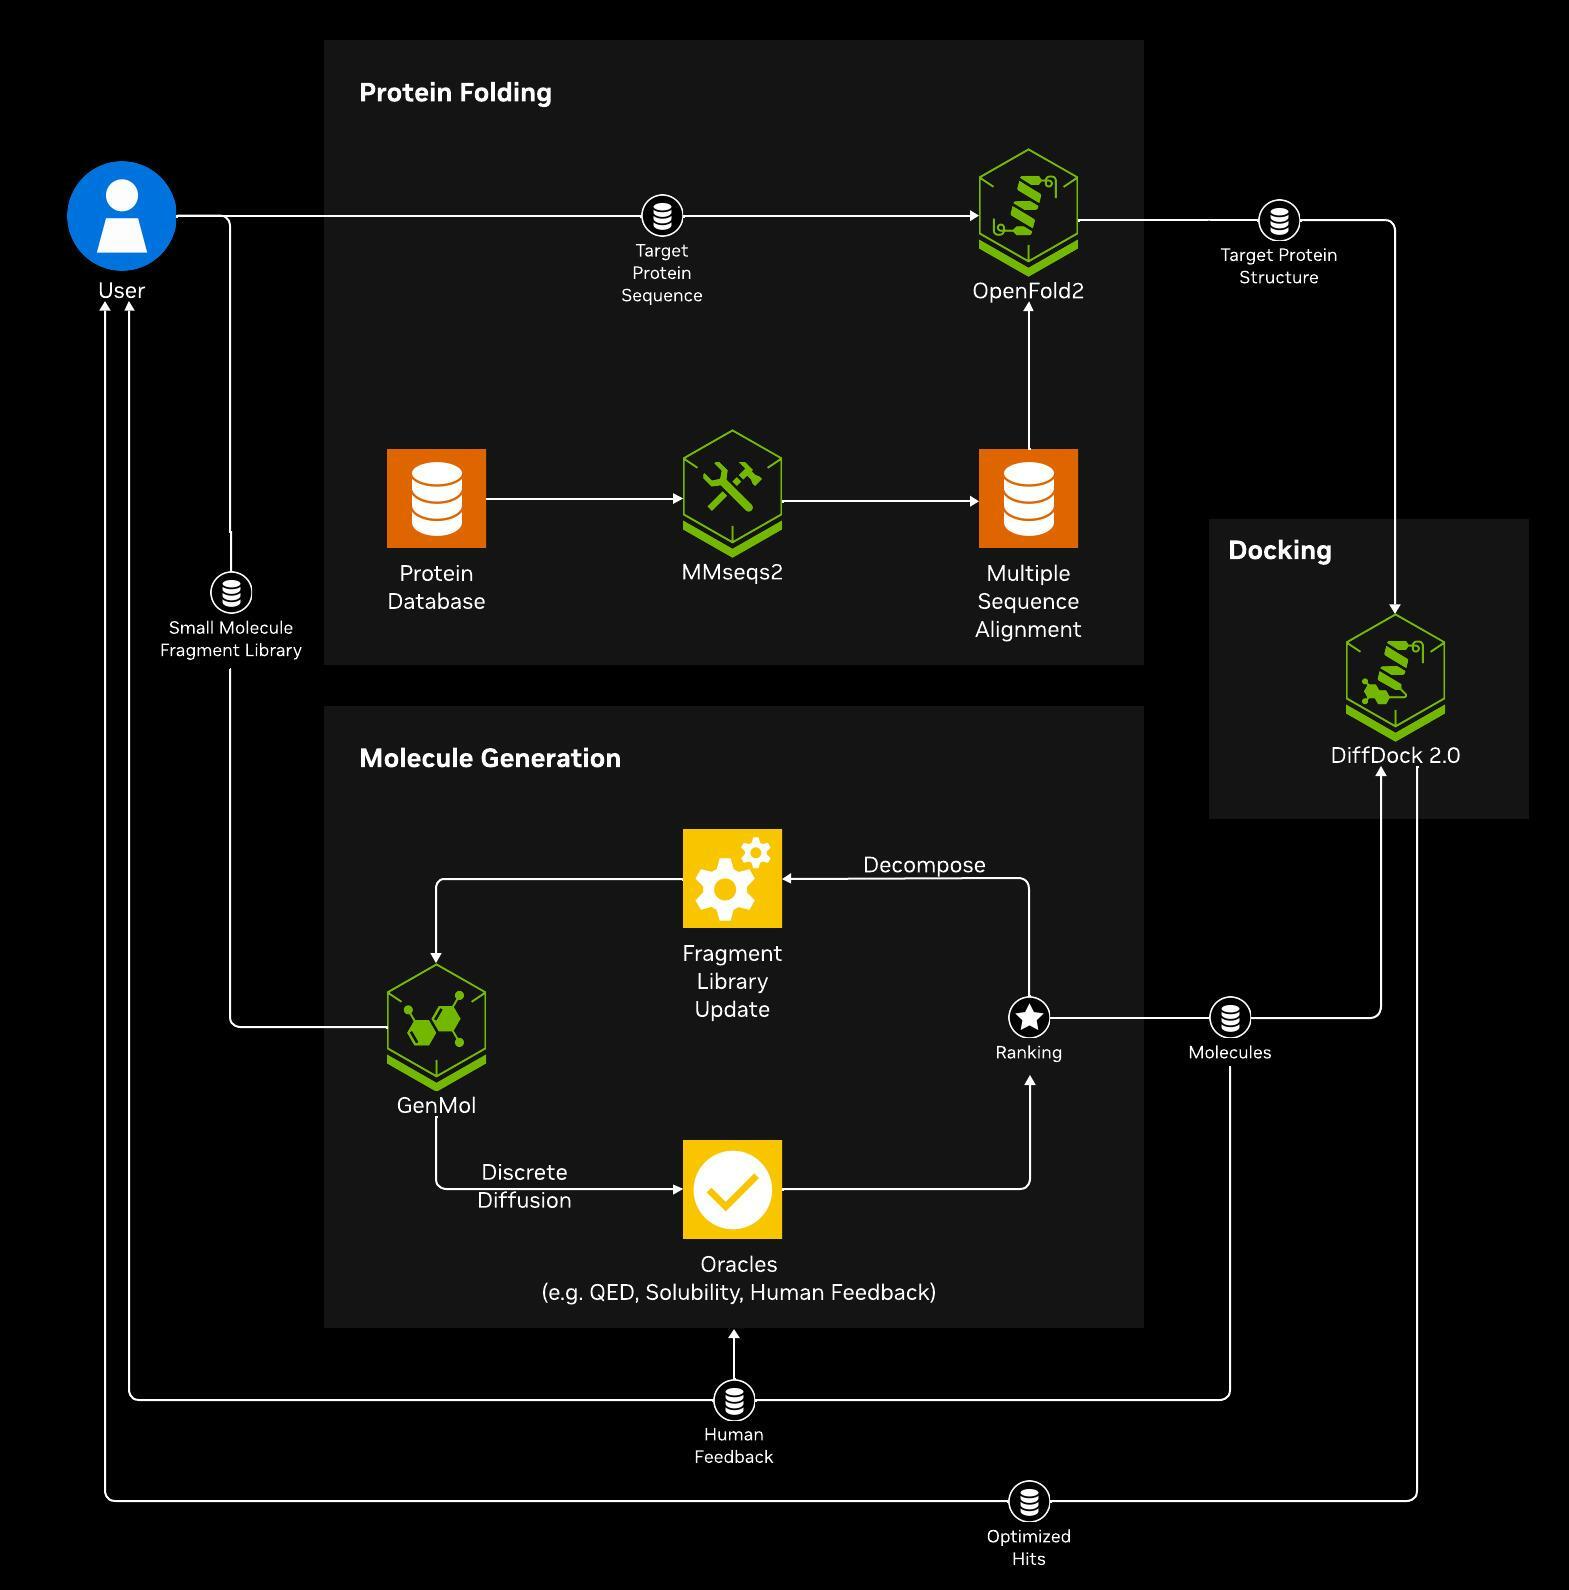 Protein Folding
User
Target
Protein
Sequence
OpenFold2
Target Protein
Structure
Protein
Database
MMseqs2
Multiple
Sequence
Alignment
Docking
DiffDock 2.0
Small Molecule
Fragment Library
Molecule Generation
Decompose
Fragment
Library
Update
GenMol
Ranking
Molecules
Discrete
Diffusion
Oracles
(e.g. QED, Solubility, Human Feedback)
Human
Feedback
Optimized
Hits